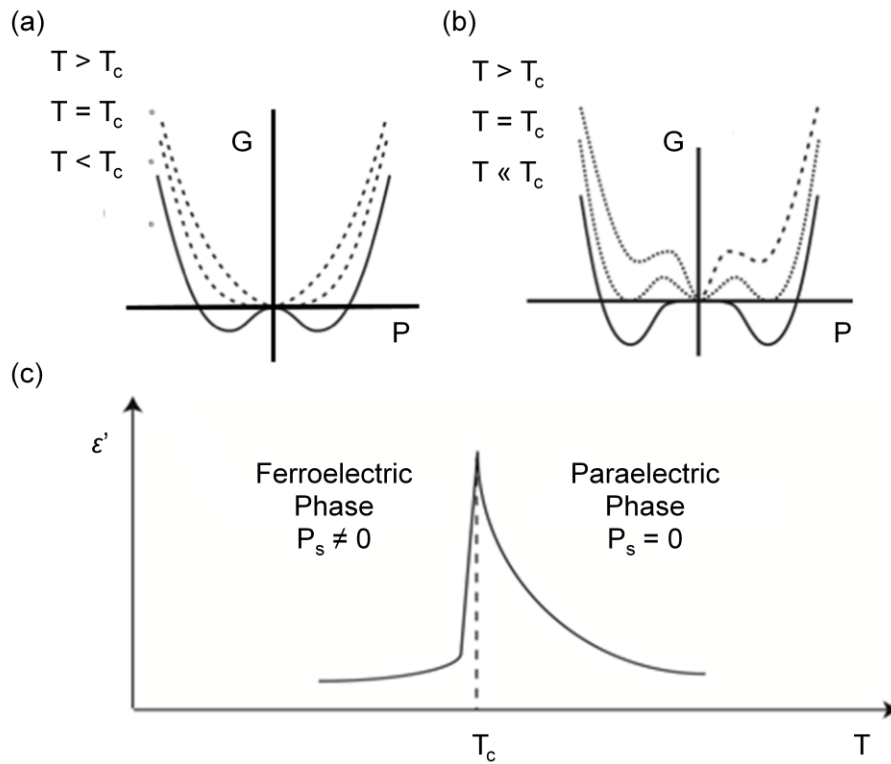 (a)
T > Tc
T = Tc
T < Tc
G
P
(b)
T > Tc
T = Tc
T ≪ Tc
G
P
(c)
ε’
Ferroelectric
Phase
Ps ≠ 0
Paraelectric
Phase
Ps = 0
Tc
T